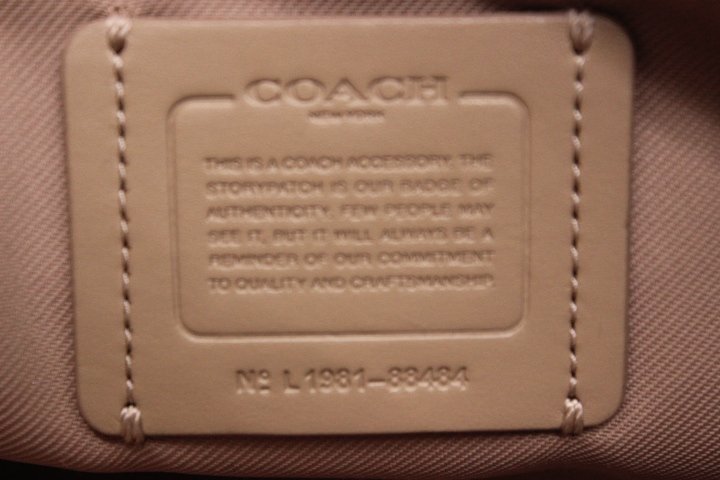 COACH
NEW YORK
THIS IS A COACH ACCESSORY. THE
STORYPATCH IS OUR BADGE OF
AUTHENTICITY. FEW PEOPLE MAY
SEE IT, BUT IT WILL ALWAYS BE A
REMINDER OF OUR COMMITMENT
TO QUALITY AND CRAFTSMANSHIP.
Nº L1981-88484